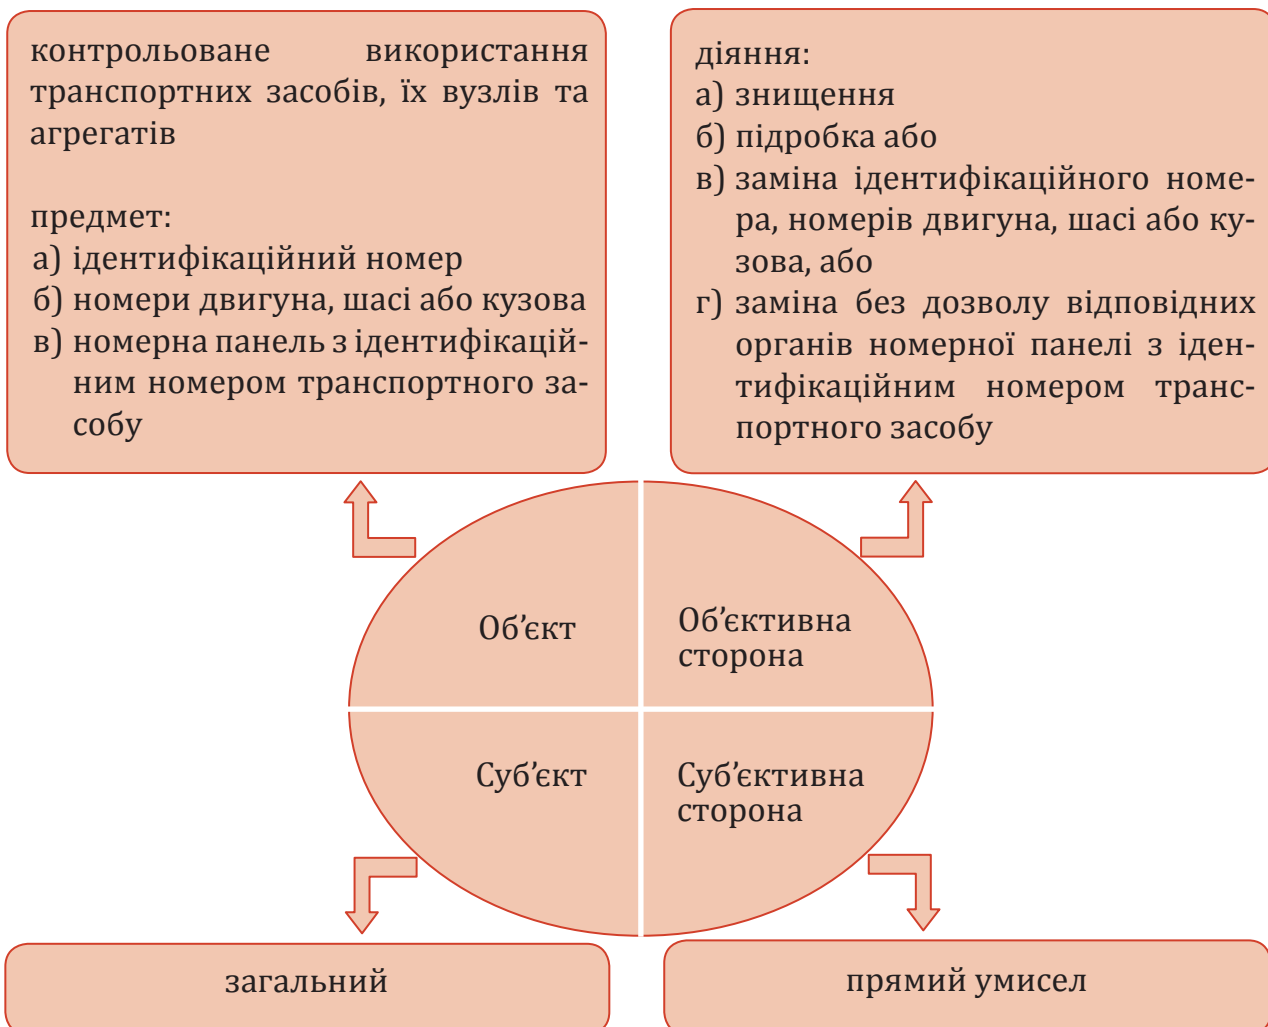 контрольоване використання
транспортних засобів, їх вузлів та
агрегатів
предмет:
а) ідентифікаційний номер
б) номери двигуна, шасі або кузова
в) номерна панель з ідентифікацій-
ним номером транспортного за-
собу
діяння:
а) знищення
б) підробка або
в) заміна ідентифікаційного номе-
ра, номерів двигуна, шасі або ку-
зова, або
г) заміна без дозволу відповідних
органів номерної панелі з іден-
тифікаційним номером транс-
портного засобу
Об’єкт
Об’єктивна
сторона
Суб’єкт
Суб’єктивна
сторона
загальний
прямий умисел